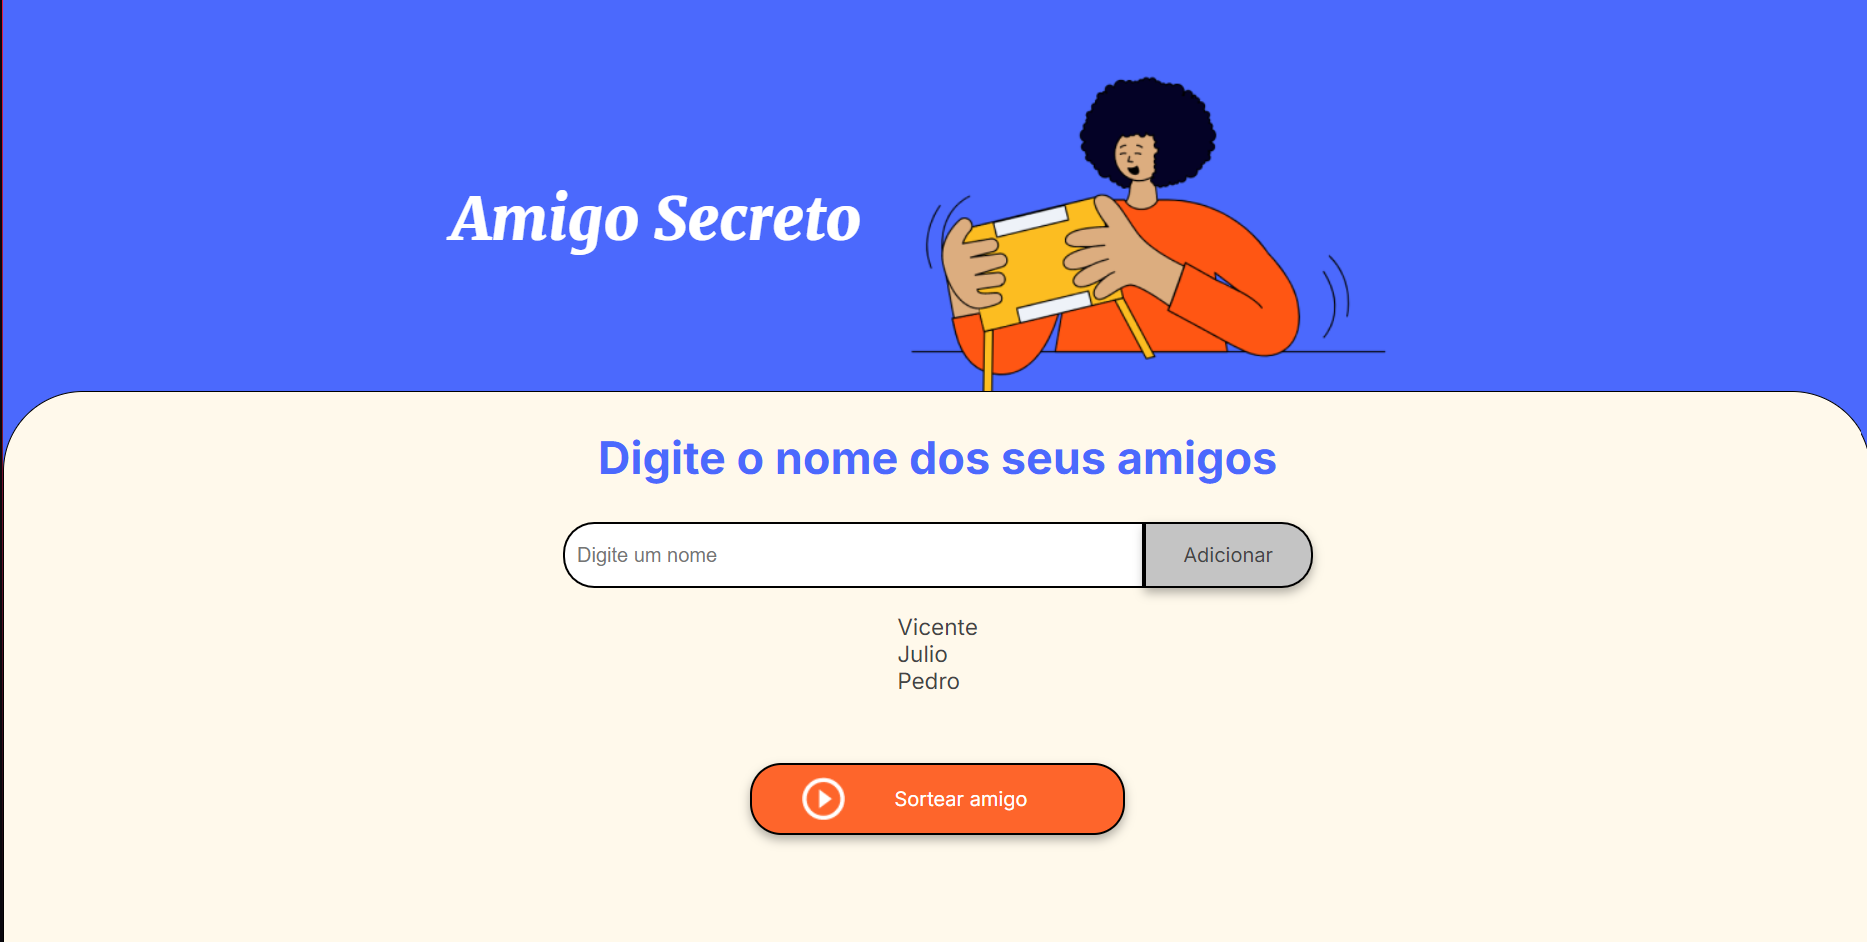 Amigo Secreto
Digite o nome dos seus amigos
Digite um nome
Adicionar
Vicente
Julio
Pedro
Sortear amigo